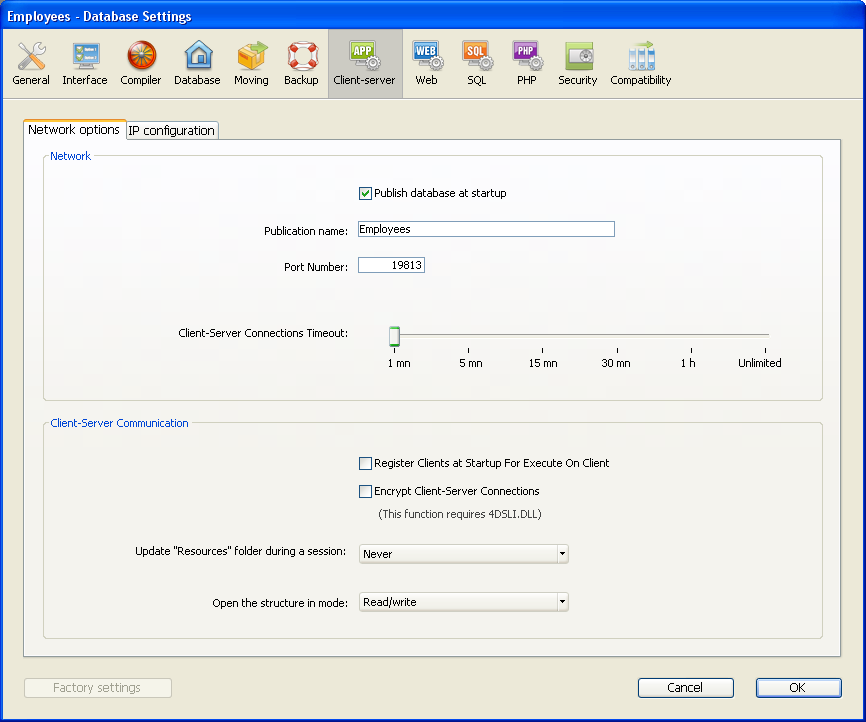 Employees - Database Settings
APP WEB SQL PHP
General Interface Compiler Database Moving Backup Client-server Web SQL PHP Security Compatibility
Network options IP configuration
Network
Publish database at startup
Publication name: Employees
Port Number: 19813
Client-Server Connections Timeout:
1 mn 5 mn 15 mn 30 mn 1 h Unlimited
Client-Server Communication
Register Clients at Startup For Execute On Client
Encrypt Client-Server Connections
(This function requires 4DSLI.DLL)
Update "Resources" folder during a session: Never
Open the structure in mode: Read/write
Factory settings Cancel OK